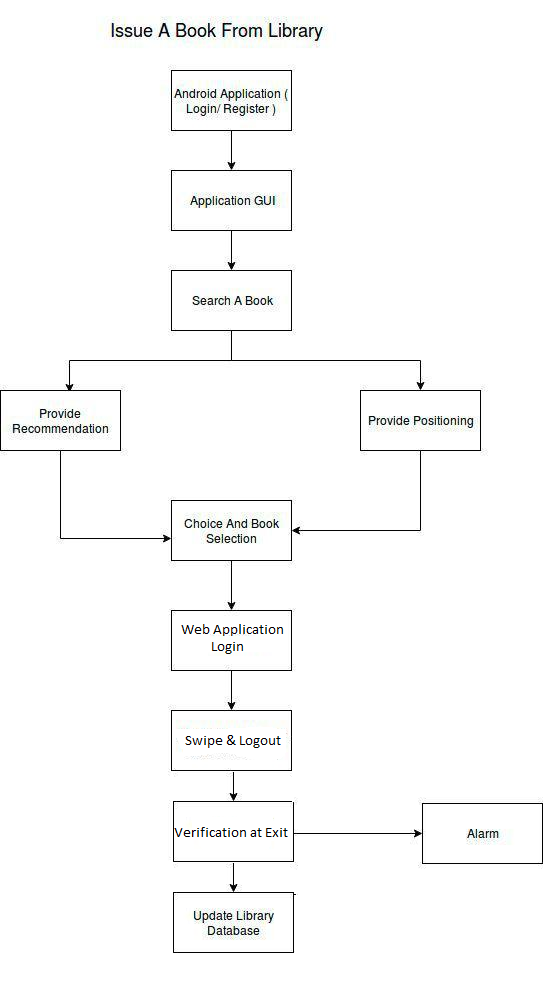 Issue A Book From Library
Android Application (
Login/ Register )
Application GUI
Search A Book
Provide
Recommendation
Provide Positioning
Choice And Book
Selection
Web Application
Login
Swipe & Logout
Verification at Exit
Alarm
Update Library
Database